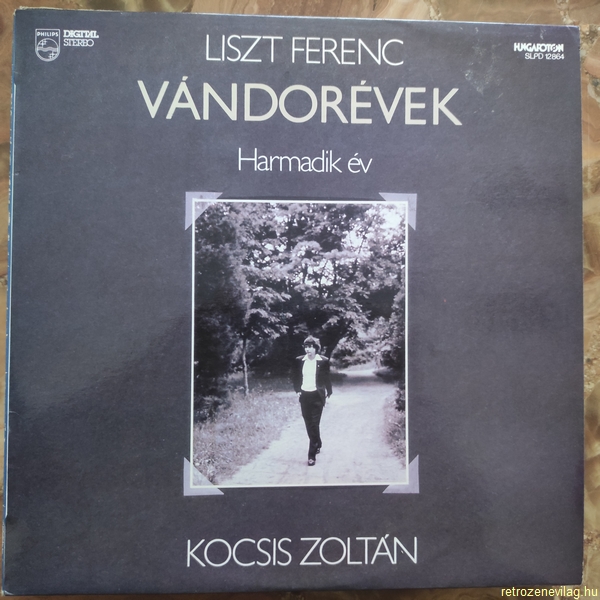 PHILIPS
DIGITAL
STEREO
LISZT FERENC
HUNGAROTON
SLPD 12864
VÁNDORÉVEK
Harmadik év
KOCSIS ZOLTÁN
retrozenevilag.hu